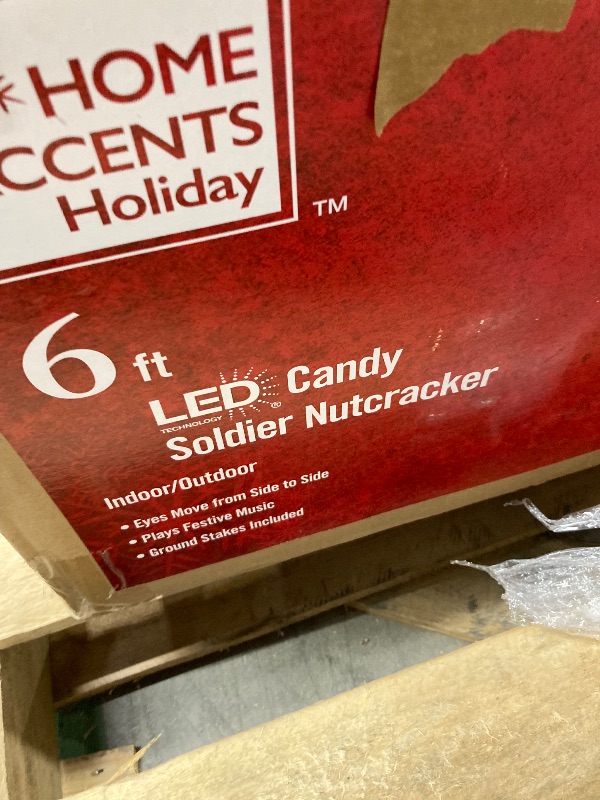 HOME
ACCENTS
Holiday
TM
6 ft
LED Candy
TECHNOLOGY ®
Soldier Nutcracker
Indoor/Outdoor
• Eyes Move from Side to Side
• Plays Festive Music
• Ground Stakes Included